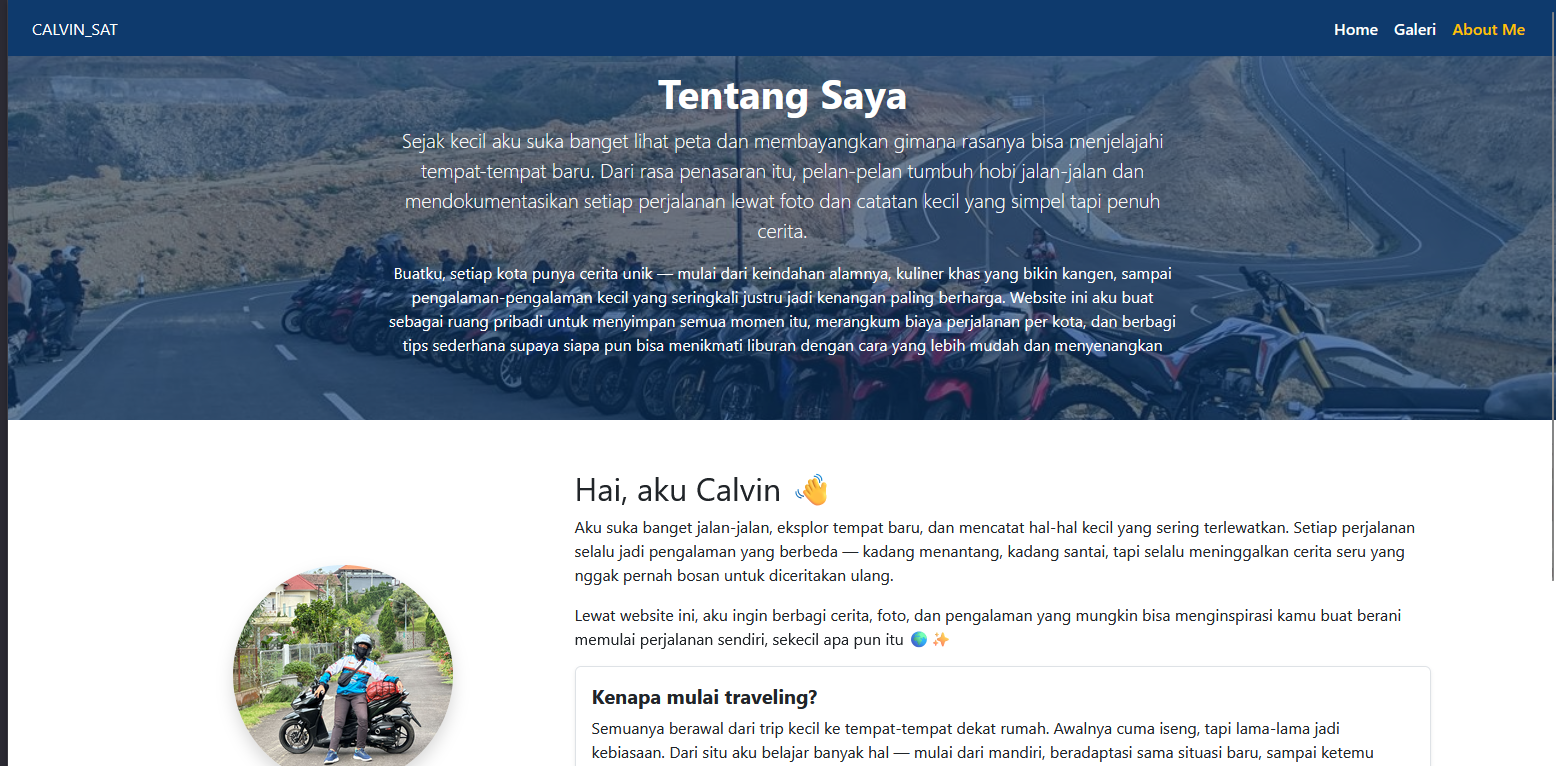 CALVIN_SAT
Home Galeri About Me
Tentang Saya
Sejak kecil aku suka banget lihat peta dan membayangkan gimana rasanya bisa menjelajahi
tempat-tempat baru. Dari rasa penasaran itu, pelan-pelan tumbuh hobi jalan-jalan dan
mendokumentasikan setiap perjalanan lewat foto dan catatan kecil yang simpel tapi penuh
cerita.
Buatku, setiap kota punya cerita unik — mulai dari keindahan alamnya, kuliner khas yang bikin kangen, sampai
pengalaman-pengalaman kecil yang seringkali justru jadi kenangan paling berharga. Website ini aku buat
sebagai ruang pribadi untuk menyimpan semua momen itu, merangkum biaya perjalanan per kota, dan berbagi
tips sederhana supaya siapa pun bisa menikmati liburan dengan cara yang lebih mudah dan menyenangkan
Hai, aku Calvin 👋
Aku suka banget jalan-jalan, eksplor tempat baru, dan mencatat hal-hal kecil yang sering terlewatkan. Setiap perjalanan
selalu jadi pengalaman yang berbeda — kadang menantang, kadang santai, tapi selalu meninggalkan cerita seru yang
nggak pernah bosan untuk diceritakan ulang.
Lewat website ini, aku ingin berbagi cerita, foto, dan pengalaman yang mungkin bisa menginspirasi kamu buat berani
memulai perjalanan sendiri, sekecil apa pun itu 🌍 ✨
Kenapa mulai traveling?
Semuanya berawal dari trip kecil ke tempat-tempat dekat rumah. Awalnya cuma iseng, tapi lama-lama jadi
kebiasaan. Dari situ aku belajar banyak hal — mulai dari mandiri, beradaptasi sama situasi baru, sampai ketemu